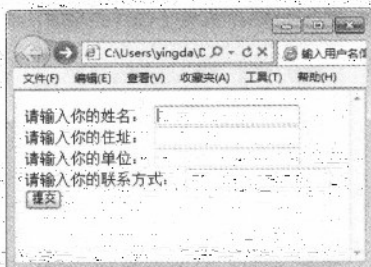 C:\Users\yingda\D
输入用户名信
文件(F) 编辑(E) 查看(V) 收藏夹(A) 工具(T) 帮助(H)
请输入你的姓名：
请输入你的住址：
请输入你的单位：
请输入你的联系方式：
提交